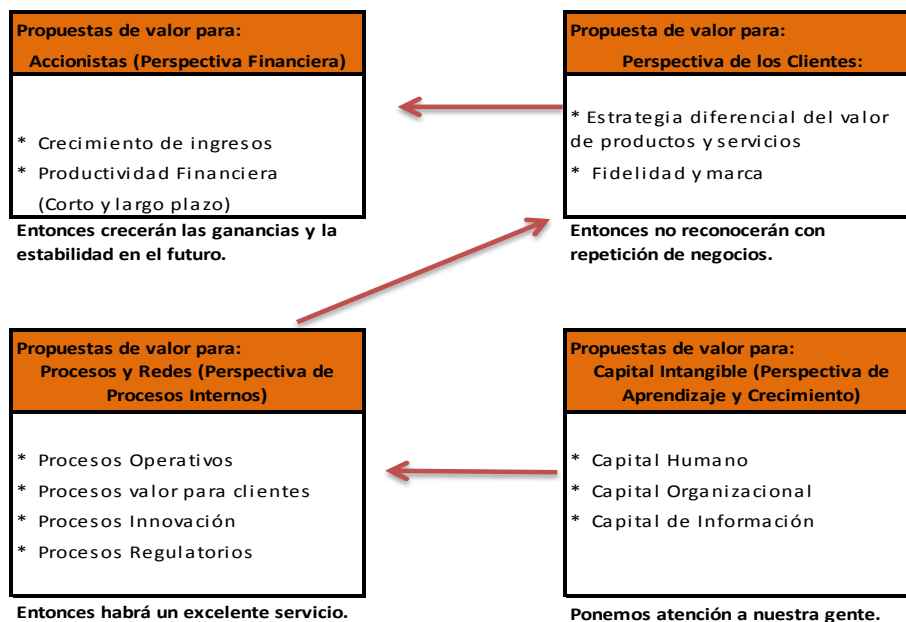 Propuestas de valor para:
Accionistas (Perspectiva Financiera)
* Crecimiento de ingresos
* Productividad Financiera
(Corto y largo plazo)
Entonces crecerán las ganancias y la
estabilidad en el futuro.
Propuesta de valor para:
Perspectiva de los Clientes:
* Estrategia diferencial del valor
de productos y servicios
* Fidelidad y marca
Entonces no reconocerán con
repetición de negocios.
Propuestas de valor para:
Procesos y Redes (Perspectiva de
Procesos Internos)
* Procesos Operativos
* Procesos valor para clientes
* Procesos Innovación
* Procesos Regulatorios
Entonces habrá un excelente servicio.
Propuestas de valor para:
Capital Intangible (Perspectiva de
Aprendizaje y Crecimiento)
* Capital Humano
* Capital Organizacional
* Capital de Información
Ponemos atención a nuestra gente.